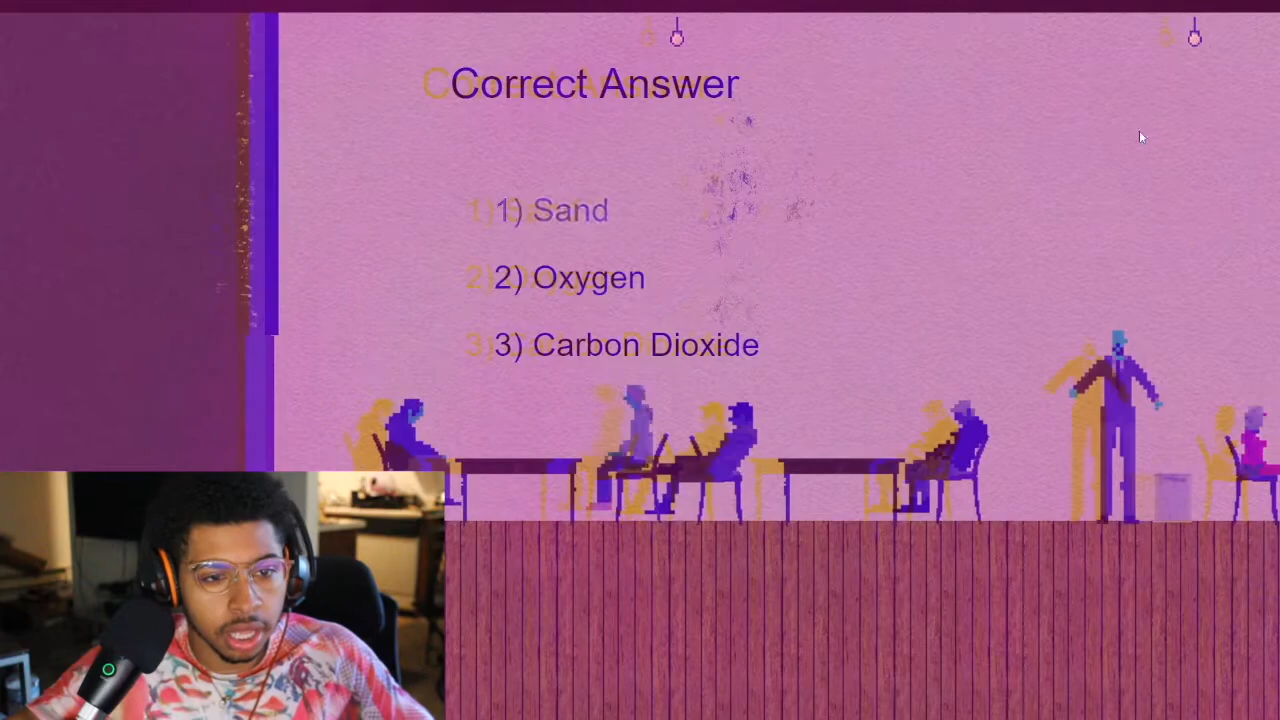 Correct Answer
1) Sand
2) Oxygen
3) Carbon Dioxide